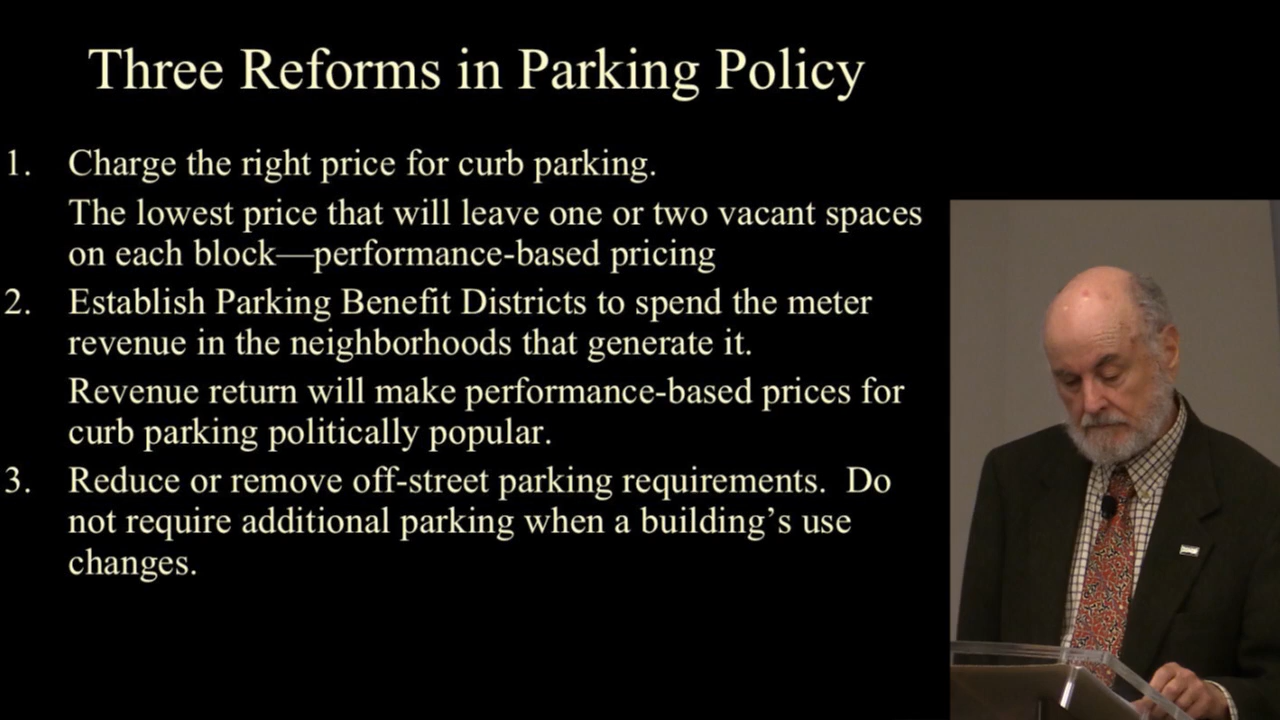 Three Reforms in Parking Policy
1. Charge the right price for curb parking.
The lowest price that will leave one or two vacant spaces
on each block—performance-based pricing
2. Establish Parking Benefit Districts to spend the meter
revenue in the neighborhoods that generate it.
Revenue return will make performance-based prices for
curb parking politically popular.
3. Reduce or remove off-street parking requirements.  Do
not require additional parking when a building’s use
changes.